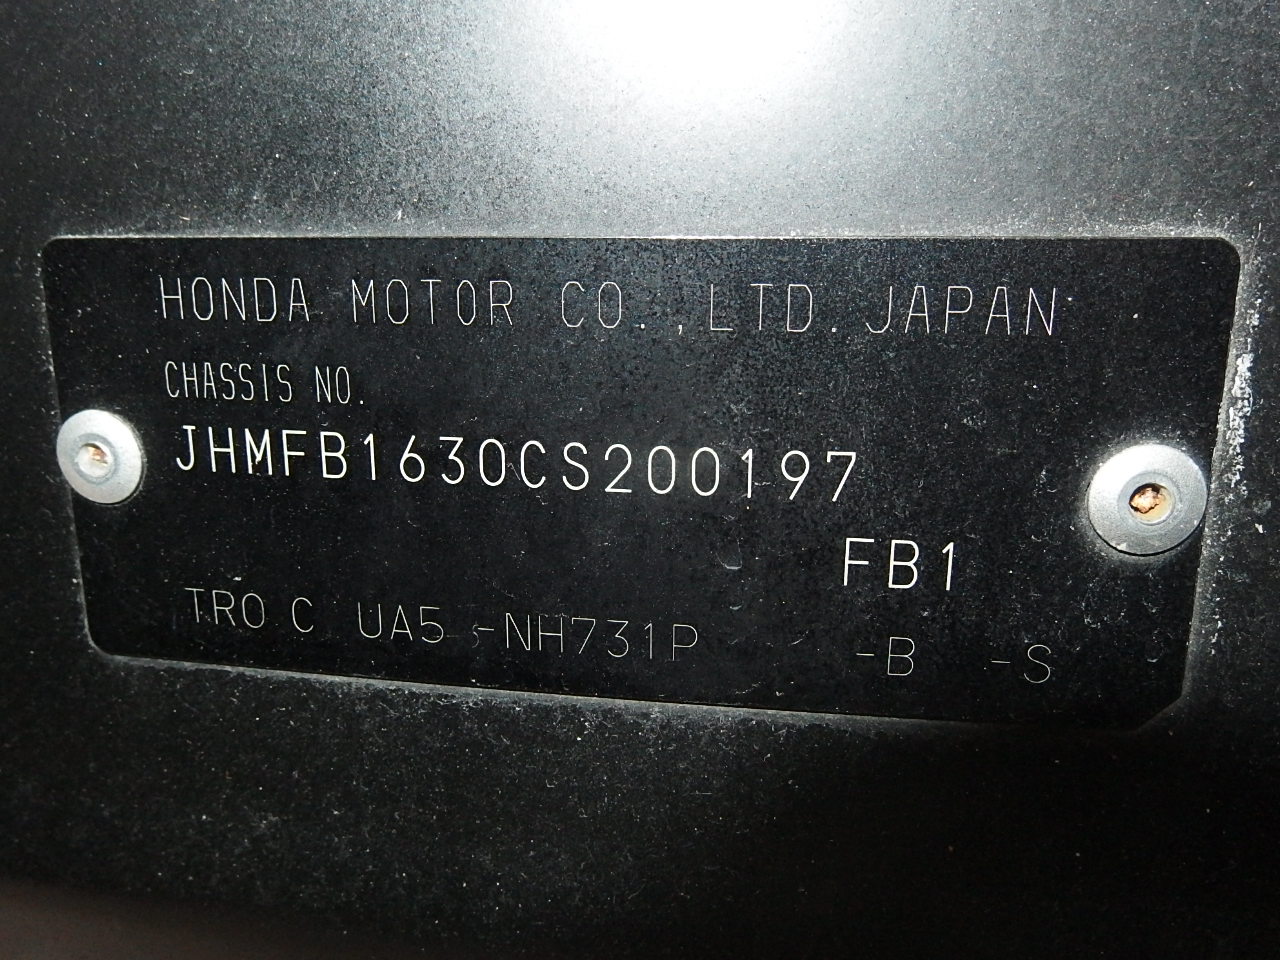 HONDA MOTOR CO.,LTD. JAPAN
CHASSIS NO.
JHMFB1630CS200197
FB1
TRO C UA5 -NH731P -B -S